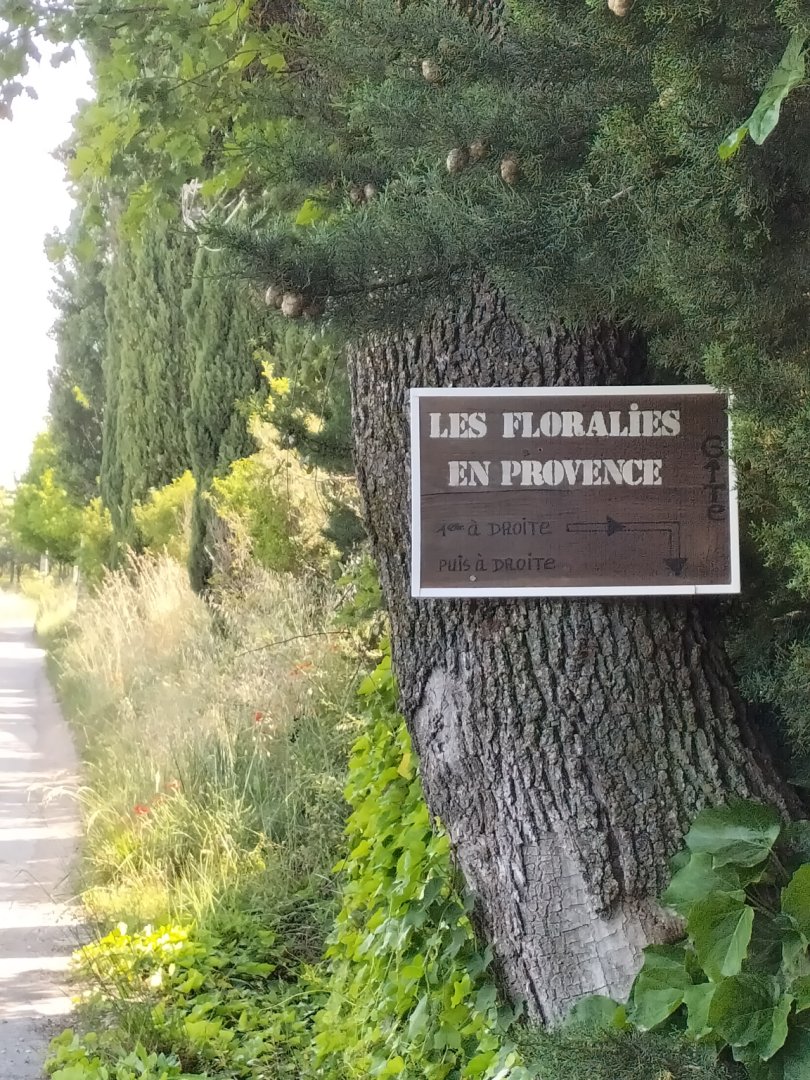 LES FLORALiES
EN PROVENCE
Gîte
1ère à DROITE
PUiS à DROITE